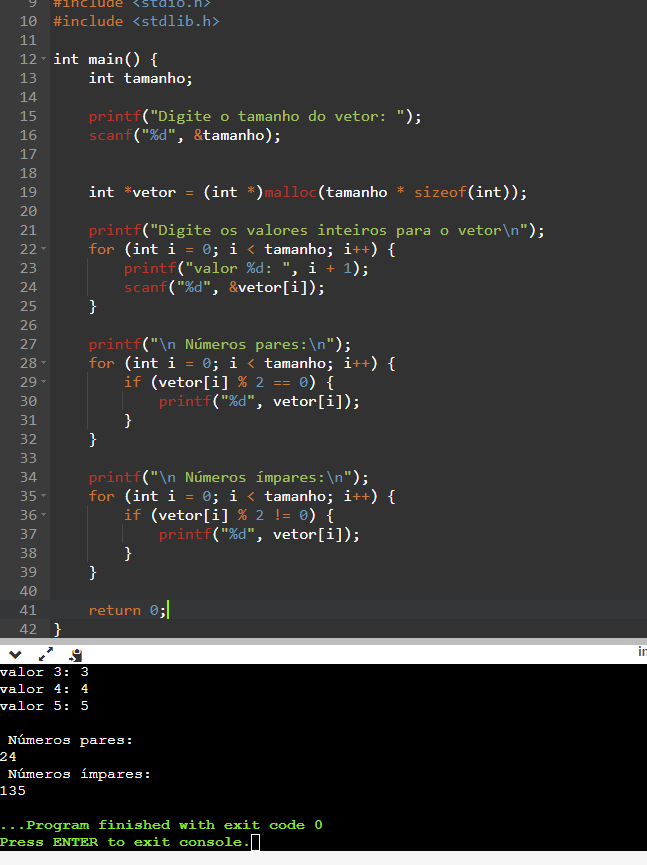 9 #include <stdio.h>
10 #include <stdlib.h>
11
12 int main() {
13 int tamanho;
14
15 printf("Digite o tamanho do vetor: ");
16 scanf("%d", &tamanho);
17
18
19 int *vetor = (int *)malloc(tamanho * sizeof(int));
20
21 printf("Digite os valores inteiros para o vetor\n");
22 for (int i = 0; i < tamanho; i++) {
23 printf("valor %d: ", i + 1);
24 scanf("%d", &vetor[i]);
25 }
26
27 printf("\n Números pares:\n");
28 for (int i = 0; i < tamanho; i++) {
29 if (vetor[i] % 2 == 0) {
30 printf("%d", vetor[i]);
31 }
32 }
33
34 printf("\n Números ímpares:\n");
35 for (int i = 0; i < tamanho; i++) {
36 if (vetor[i] % 2 != 0) {
37 printf("%d", vetor[i]);
38 }
39 }
40
41 return 0;
42 }
in
valor 3: 3
valor 4: 4
valor 5: 5
Números pares:
24
Números ímpares:
135
...Program finished with exit code 0
Press ENTER to exit console.